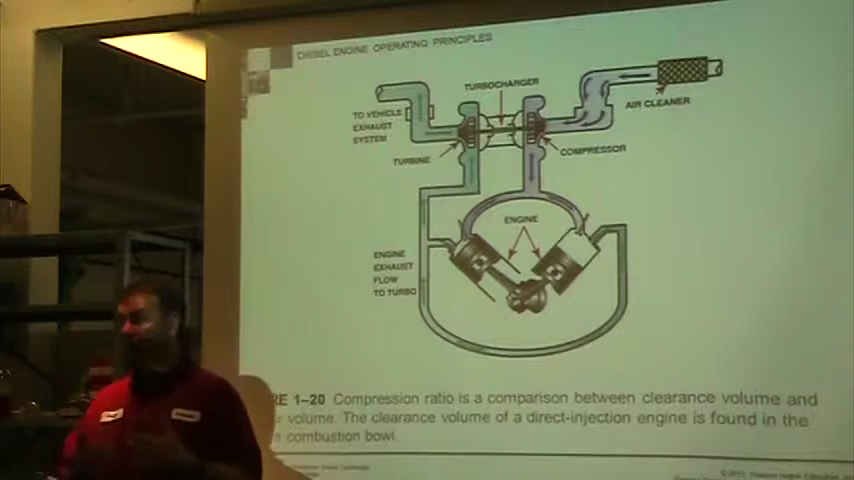 DIESEL ENGINE OPERATING PRINCIPLES
TURBOCHARGER
TO VEHICLE
EXHAUST
SYSTEM
AIR CLEANER
TURBINE
COMPRESSOR
ENGINE
ENGINE
EXHAUST
FLOW
TO TURBO
RE 1–20 Compression ratio is a comparison between clearance volume and
volume. The clearance volume of a direct-injection engine is found in the
combustion bowl.